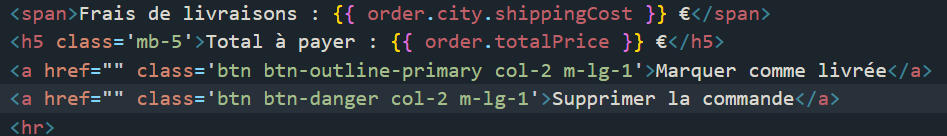 <span>Frais de livraisons : {{ order.city.shippingCost }} €</span>
<h5 class='mb-5'>Total à payer : {{ order.totalPrice }} €</h5>
<a href="" class='btn btn-outline-primary col-2 m-lg-1'>Marquer comme livrée</a>
<a href="" class='btn btn-danger col-2 m-lg-1'>Supprimer la commande</a>
<hr>